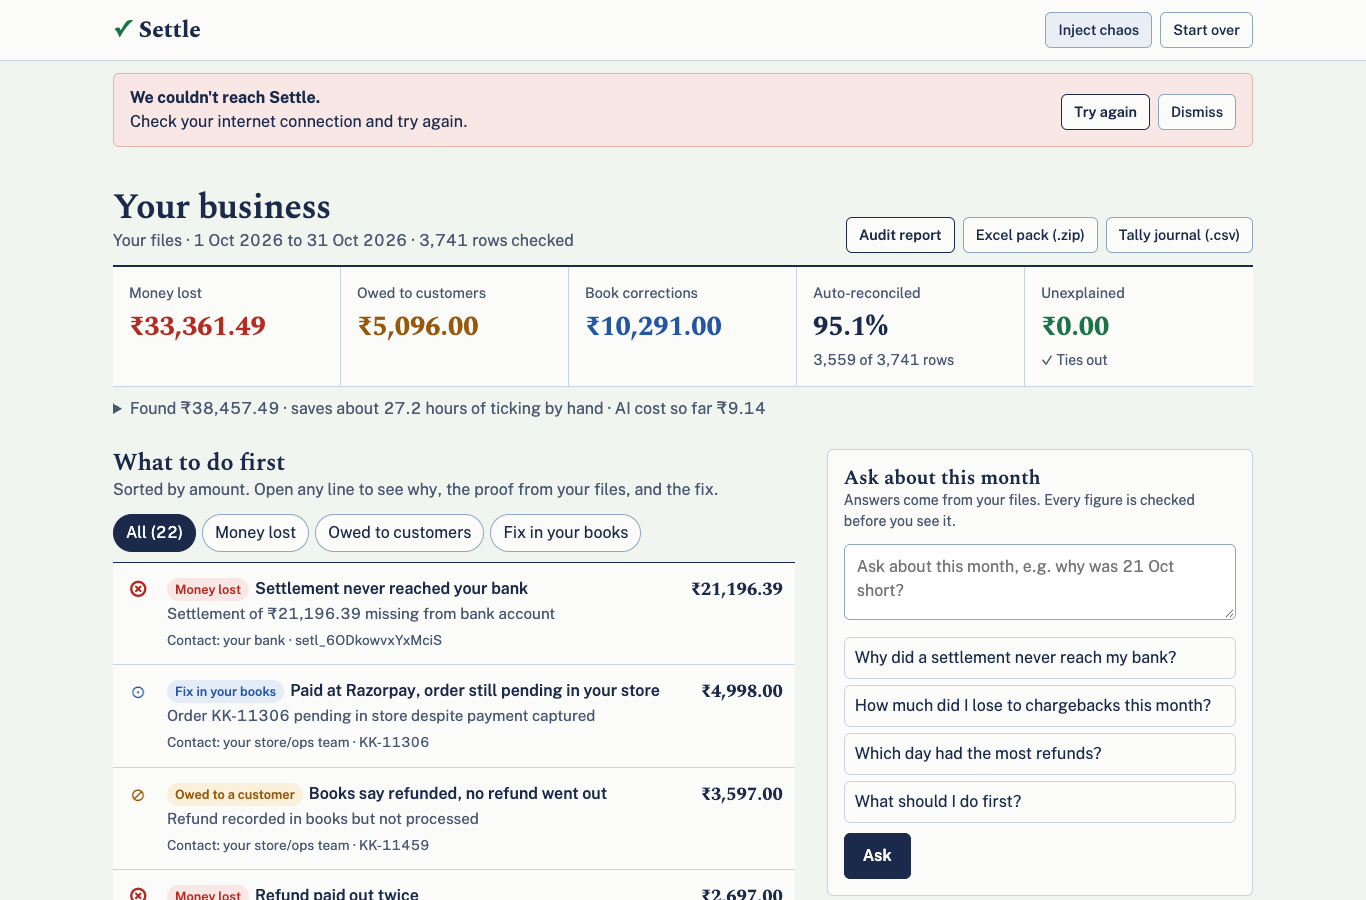 Settle
Inject chaos
Start over
We couldn't reach Settle.
Check your internet connection and try again.
Try again
Dismiss
Your business
Your files · 1 Oct 2026 to 31 Oct 2026 · 3,741 rows checked
Audit report
Excel pack (.zip)
Tally journal (.csv)
Money lost
₹33,361.49
Owed to customers
₹5,096.00
Book corrections
₹10,291.00
Auto-reconciled
95.1%
3,559 of 3,741 rows
Unexplained
₹0.00
✓ Ties out
Found ₹38,457.49 · saves about 27.2 hours of ticking by hand · AI cost so far ₹9.14
What to do first
Sorted by amount. Open any line to see why, the proof from your files, and the fix.
All (22)
Money lost
Owed to customers
Fix in your books
Money lost Settlement never reached your bank ₹21,196.39
Settlement of ₹21,196.39 missing from bank account
Contact: your bank · setl_6ODkowvxYxMciS
Fix in your books Paid at Razorpay, order still pending in your store ₹4,998.00
Order KK-11306 pending in store despite payment captured
Contact: your store/ops team · KK-11306
Owed to a customer Books say refunded, no refund went out ₹3,597.00
Refund recorded in books but not processed
Contact: your store/ops team · KK-11459
Money lost Refund paid out twice ₹2,697.00
Ask about this month
Answers come from your files. Every figure is checked
before you see it.
Ask about this month, e.g. why was 21 Oct
short?
Why did a settlement never reach my bank?
How much did I lose to chargebacks this month?
Which day had the most refunds?
What should I do first?
Ask